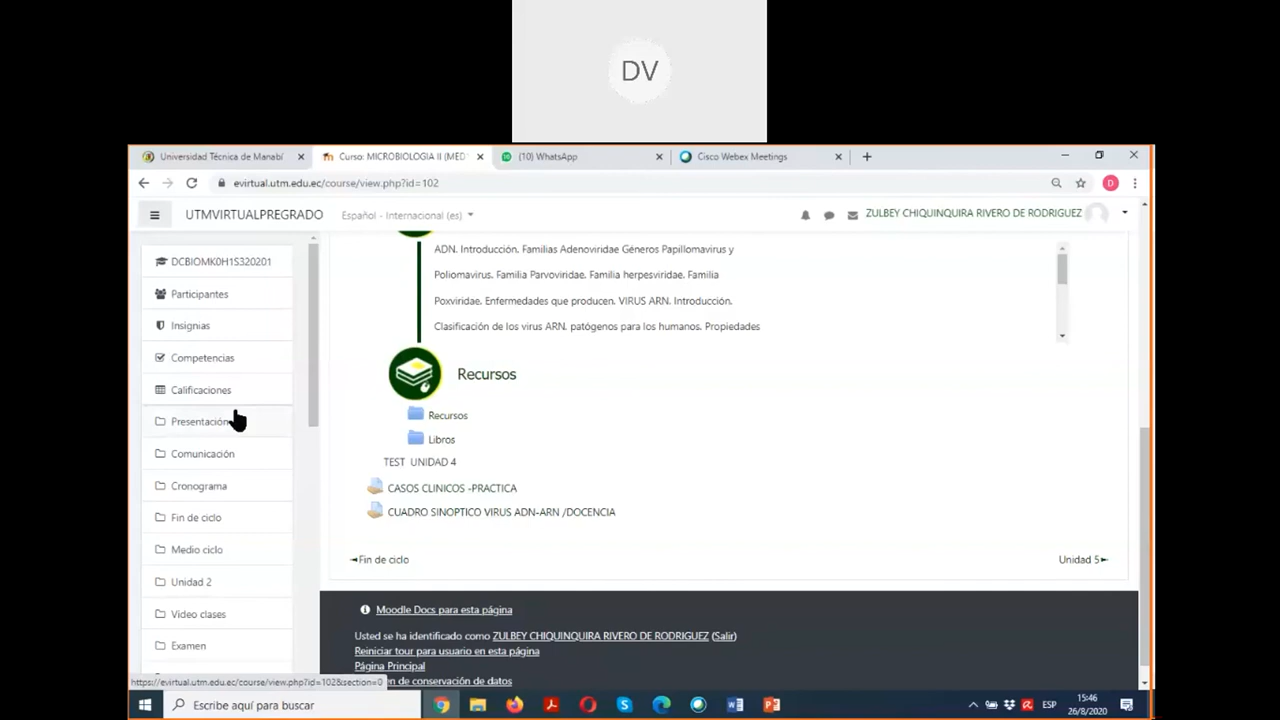 DV
Universidad Técnica de Manabí
Curso: MICROBIOLOGIA II (MED
(10) WhatsApp
Cisco Webex Meetings
evirtual.utm.edu.ec/course/view.php?id=102
D
UTMVIRTUALPREGRADO
Español - Internacional (es)
ZULBEY CHIQUINQUIRA RIVERO DE RODRIGUEZ
DCBIOMK0H1S320201
Participantes
Insignias
Competencias
Calificaciones
Presentación
Comunicación
Cronograma
Fin de ciclo
Medio ciclo
Unidad 2
Video clases
Examen
ADN. Introducción. Familias Adenoviridae Géneros Papillomavirus y
Poliomavirus. Familia Parvoviridae. Familia herpesviridae. Familia
Poxviridae. Enfermedades que producen. VIRUS ARN. Introducción.
Clasificación de los virus ARN. patógenos para los humanos. Propiedades
Recursos
Recursos
Libros
TEST UNIDAD 4
CASOS CLINICOS -PRACTICA
CUADRO SINOPTICO VIRUS ADN-ARN /DOCENCIA
◄Fin de ciclo
Unidad 5►
Moodle Docs para esta página
Usted se ha identificado como ZULBEY CHIQUINQUIRA RIVERO DE RODRIGUEZ (Salir)
Reiniciar tour para usuario en esta página
Página Principal
en de conservación de datos
https://evirtual.utm.edu.ec/course/view.php?id=102&section=0
Escribe aquí para buscar
ESP
15:46
26/8/2020